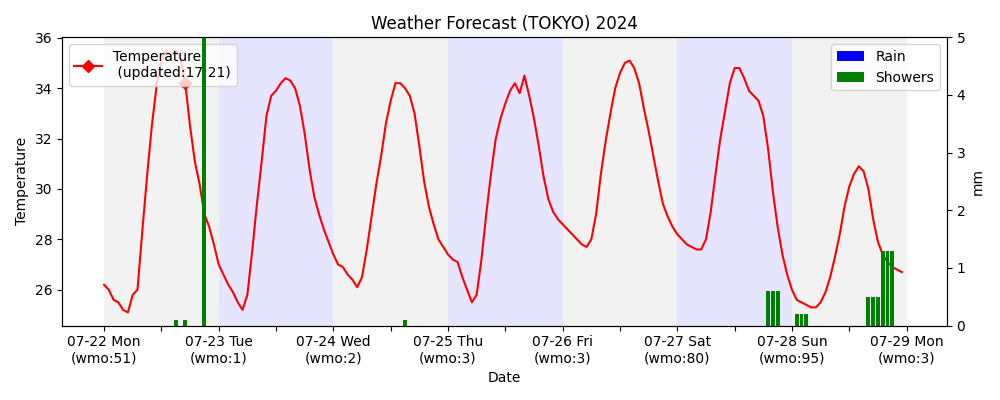 Weather Forecast (TOKYO) 2024
Temperature
(updated:17:21)
Rain
Showers
36
34
32
30
28
26
Temperature
5
4
3
2
1
0
mm
07-22 Mon
(wmo:51)
07-23 Tue
(wmo:1)
07-24 Wed
(wmo:2)
07-25 Thu
(wmo:3)
07-26 Fri
(wmo:3)
07-27 Sat
(wmo:80)
07-28 Sun
(wmo:95)
07-29 Mon
(wmo:3)
Date